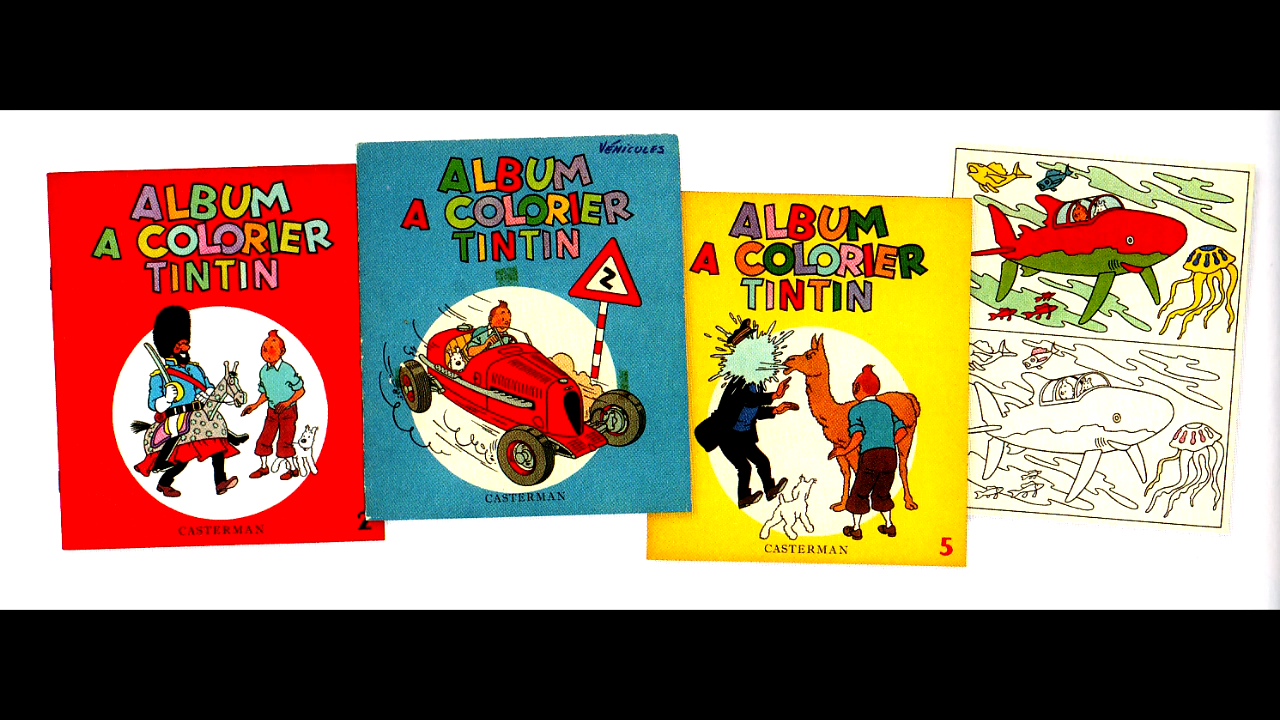 ALBUM
A COLORIER
TINTIN
CASTERMAN
2
VÉHICULES
ALBUM
A COLORIER
TINTIN
Z
CASTERMAN
ALBUM
A COLORIER
TINTIN
CASTERMAN
5